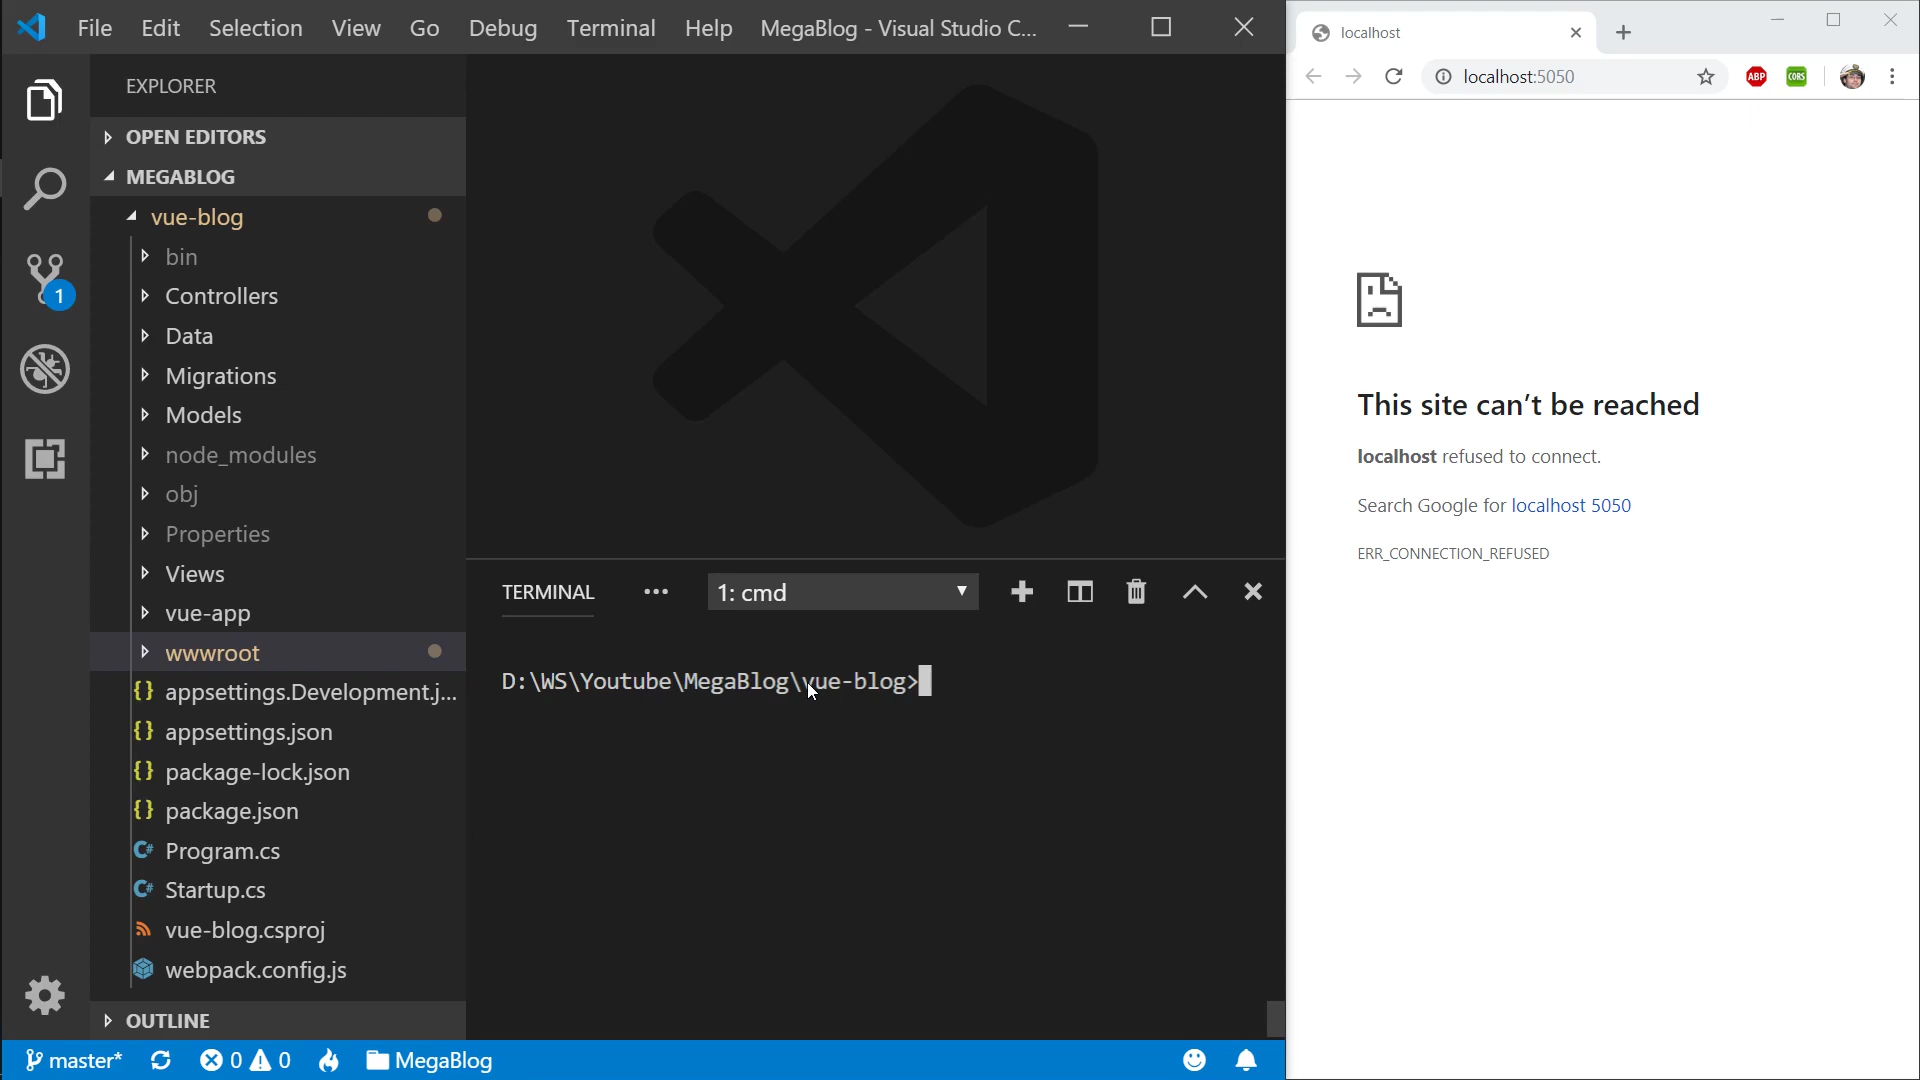 File Edit Selection View Go Debug Terminal Help MegaBlog - Visual Studio C...
EXPLORER
OPEN EDITORS
MEGABLOG
vue-blog
bin
Controllers
Data
Migrations
Models
node_modules
obj
Properties
Views
vue-app
wwwroot
{} appsettings.Development.j...
{} appsettings.json
{} package-lock.json
{} package.json
C# Program.cs
C# Startup.cs
vue-blog.csproj
webpack.config.js
OUTLINE
1
TERMINAL ... 1: cmd
D:\WS\Youtube\MegaBlog\vue-blog>
master* 0 0 MegaBlog
localhost
localhost:5050
ABP
CORS
This site can’t be reached
localhost refused to connect.
Search Google for localhost 5050
ERR_CONNECTION_REFUSED